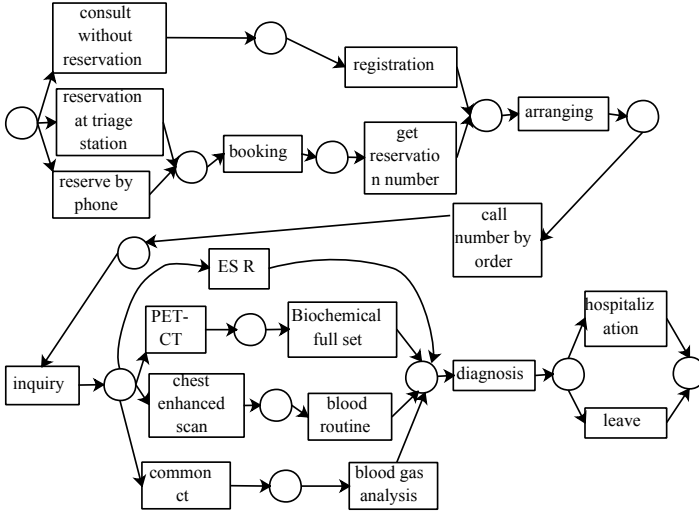 consult
without
reservation
registration
reservation
at triage
station
arranging
booking
get
reservatio
n number
reserve by
phone
call
number by
order
ES R
PET-
CT
Biochemical
full set
hospitaliz
ation
inquiry
chest
enhanced
scan
diagnosis
blood
routine
leave
common
ct
blood gas
analysis